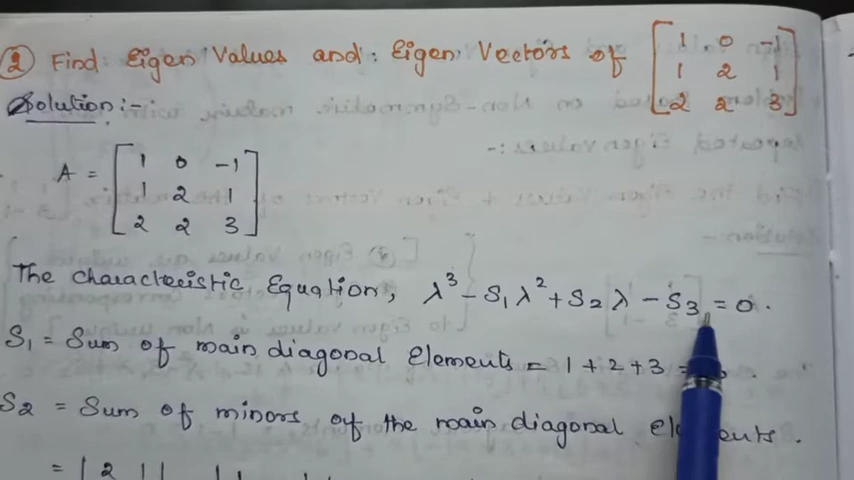 ② Find Eigen Values and Eigen Vectors of [1 0 -1
1 2 1
2 2 3]
Solution :-
A = [1 0 -1
1 2 1
2 2 3]
The characteristic Equation, λ³ - S₁λ² + S₂λ - S₃ = 0.
S₁ = Sum of main diagonal Elements = 1 + 2 + 3 =
S₂ = Sum of minors of the main diagonal
= | 2 1 |